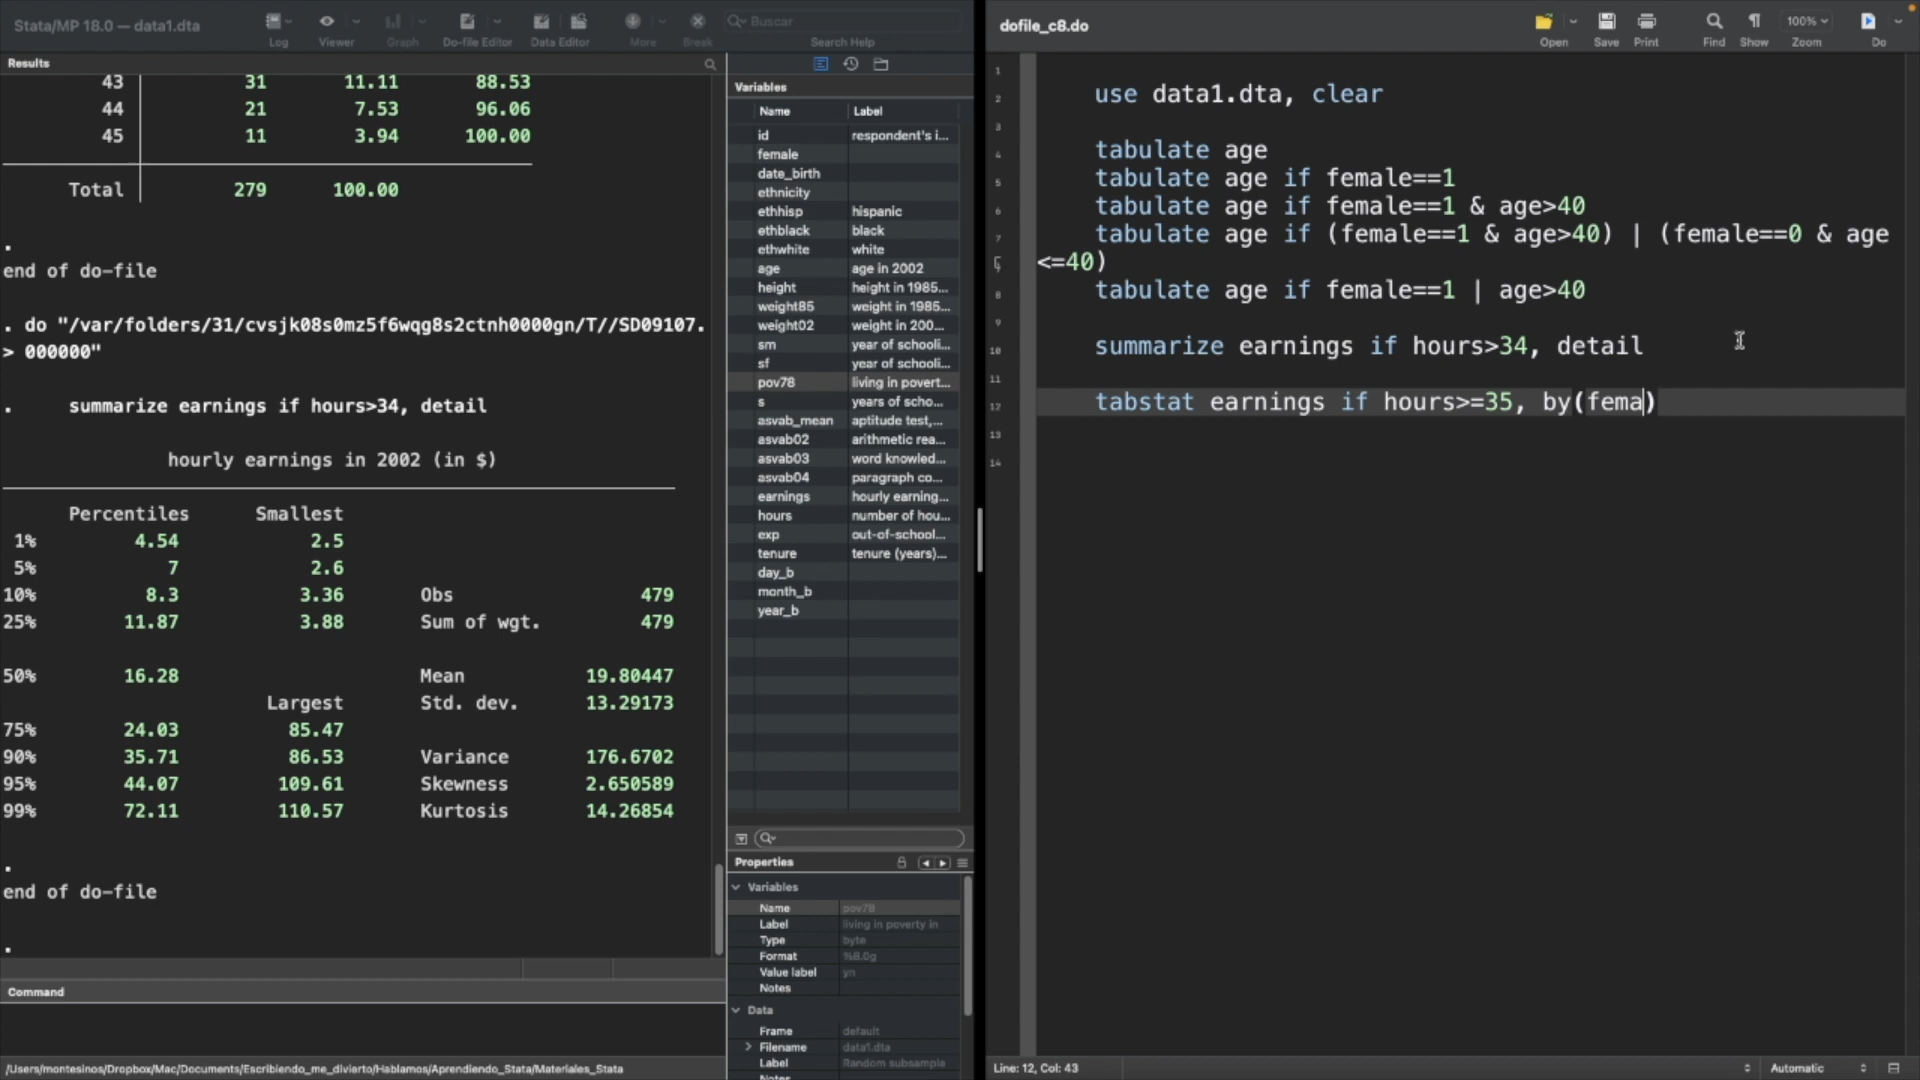 Stata/MP 18.0 — data1.dta
Log
Viewer
Graph
Do-file Editor
Data Editor
More
Break
Buscar
Search Help
Results
43 31 11.11 88.53
44 21 7.53 96.06
45 11 3.94 100.00
Total 279 100.00
.
end of do-file
. do "/var/folders/31/cvsjk08s0mz5f6wqg8s2ctnh0000gn/T//SD09107.
> 000000"
. summarize earnings if hours>34, detail
hourly earnings in 2002 (in $)
Percentiles Smallest
1% 4.54 2.5
5% 7 2.6
10% 8.3 3.36 Obs 479
25% 11.87 3.88 Sum of wgt. 479
50% 16.28 Mean 19.80447
Largest Std. dev. 13.29173
75% 24.03 85.47
90% 35.71 86.53 Variance 176.6702
95% 44.07 109.61 Skewness 2.650589
99% 72.11 110.57 Kurtosis 14.26854
.
end of do-file
.
Command
/Users/montesinos/Dropbox/Mac/Documents/Escribiendo_me_divierto/Hablamos/Aprendiendo_Stata/Materiales_Stata
Variables
Name Label
id respondent's i...
female
date_birth
ethnicity
ethhisp hispanic
ethblack black
ethwhite white
age age in 2002
height height in 1985...
weight85 weight in 1985...
weight02 weight in 200...
sm year of schooli...
sf year of schooli...
pov78 living in povert...
s years of scho...
asvab_mean aptitude test,...
asvab02 arithmetic rea...
asvab03 word knowled...
asvab04 paragraph co...
earnings hourly earning...
hours number of hou...
exp out-of-school...
tenure tenure (years)...
day_b
month_b
year_b
Properties
Variables
Name pov78
Label living in poverty in
Type byte
Format %8.0g
Value label yn
Notes
Data
Frame default
Filename data1.dta
Label Random subsample
Notes
dofile_c8.do
Open
Save
Print
Find
Show
100%
Zoom
Do
1
2 use data1.dta, clear
3
4 tabulate age
5 tabulate age if female==1
6 tabulate age if female==1 & age>40
7 tabulate age if (female==1 & age>40) | (female==0 & age
<=40)
8 tabulate age if female==1 | age>40
9
10 summarize earnings if hours>34, detail
11
12 tabstat earnings if hours>=35, by(fema)
13
14
Line: 12, Col: 43
Automatic